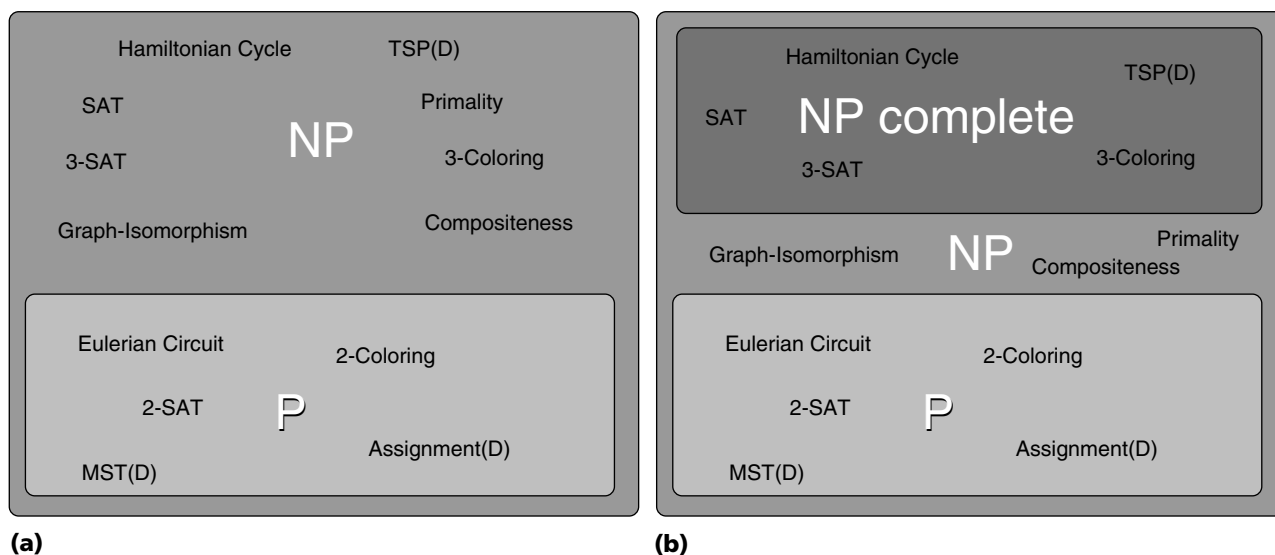 Hamiltonian Cycle TSP(D)
SAT Primality
NP
3-SAT 3-Coloring
Graph-Isomorphism Compositeness
Eulerian Circuit 2-Coloring
2-SAT P
Assignment(D)
MST(D)
(a)
Hamiltonian Cycle
TSP(D)
SAT NP complete
3-SAT 3-Coloring
Primality
Graph-Isomorphism NP Compositeness
Eulerian Circuit 2-Coloring
2-SAT P
Assignment(D)
MST(D)
(b)